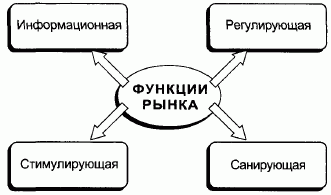 Информационная
Регулирующая
ФУНКЦИИ
РЫНКА
Стимулирующая
Санирующая